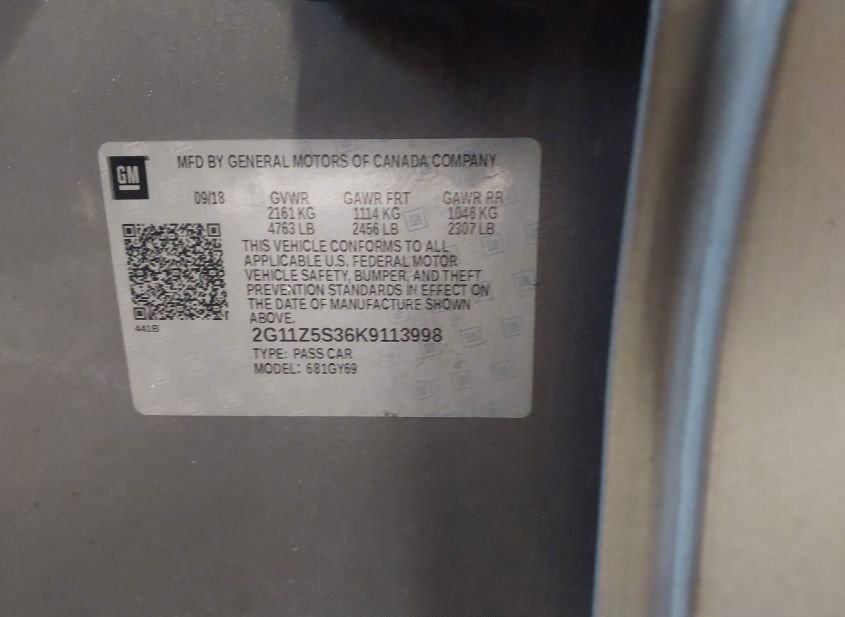 GM
MFD BY GENERAL MOTORS OF CANADA COMPANY
09/18 GVWR GAWR FRT GAWR RR
2161 KG 1114 KG 1046 KG
4763 LB 2456 LB 2307 LB
THIS VEHICLE CONFORMS TO ALL
APPLICABLE U.S. FEDERAL MOTOR
VEHICLE SAFETY, BUMPER, AND THEFT
PREVENTION STANDARDS IN EFFECT ON
THE DATE OF MANUFACTURE SHOWN
ABOVE.
441B
2G11Z5S36K9113998
TYPE: PASS CAR
MODEL: 681GY69